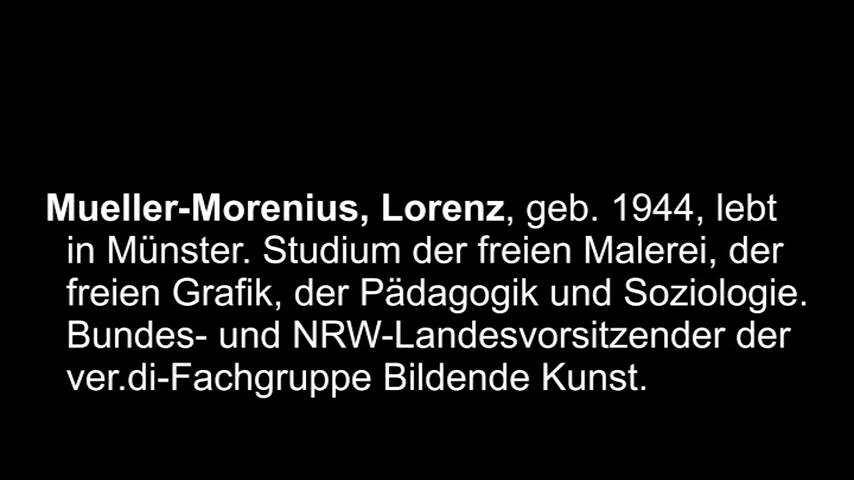 Mueller-Morenius, Lorenz, geb. 1944, lebt
in Münster. Studium der freien Malerei, der
freien Grafik, der Pädagogik und Soziologie.
Bundes- und NRW-Landesvorsitzender der
ver.di-Fachgruppe Bildende Kunst.